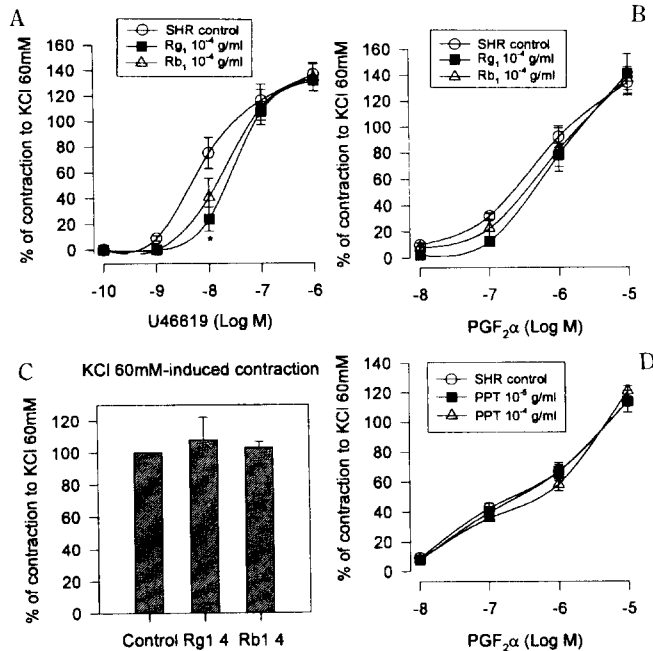 A
SHR control
Rg1 10-4 g/ml
Rb1 10-4 g/ml
% of contraction to KCl 60mM
160
140
120
100
80
60
40
20
0
*
-10 -9 -8 -7 -6
U46619 (Log M)
B
SHR control
Rg1 10-4 g/ml
Rb1 10-4 g/ml
% of contraction to KCl 60mM
160
140
120
100
80
60
40
20
0
-8 -7 -6 -5
PGF2α (Log M)
C
KCl 60mM-induced contraction
% of contraction to KCl 60mM
120
100
80
60
40
20
0
Control Rg1 4 Rb1 4
D
SHR control
PPT 10-5 g/ml
PPT 10-4 g/ml
% of contraction to KCl 60mM
140
120
100
80
60
40
20
0
-8 -7 -6 -5
PGF2α (Log M)